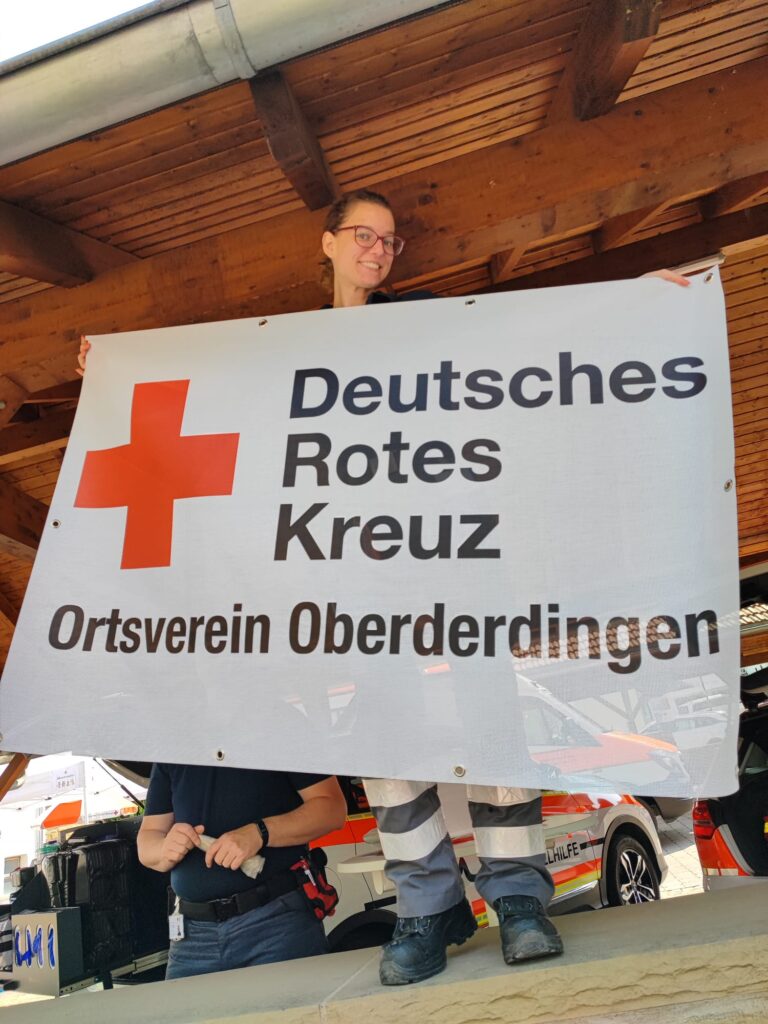 Deutsches
Rotes
Kreuz
Ortsverein Oberderdingen